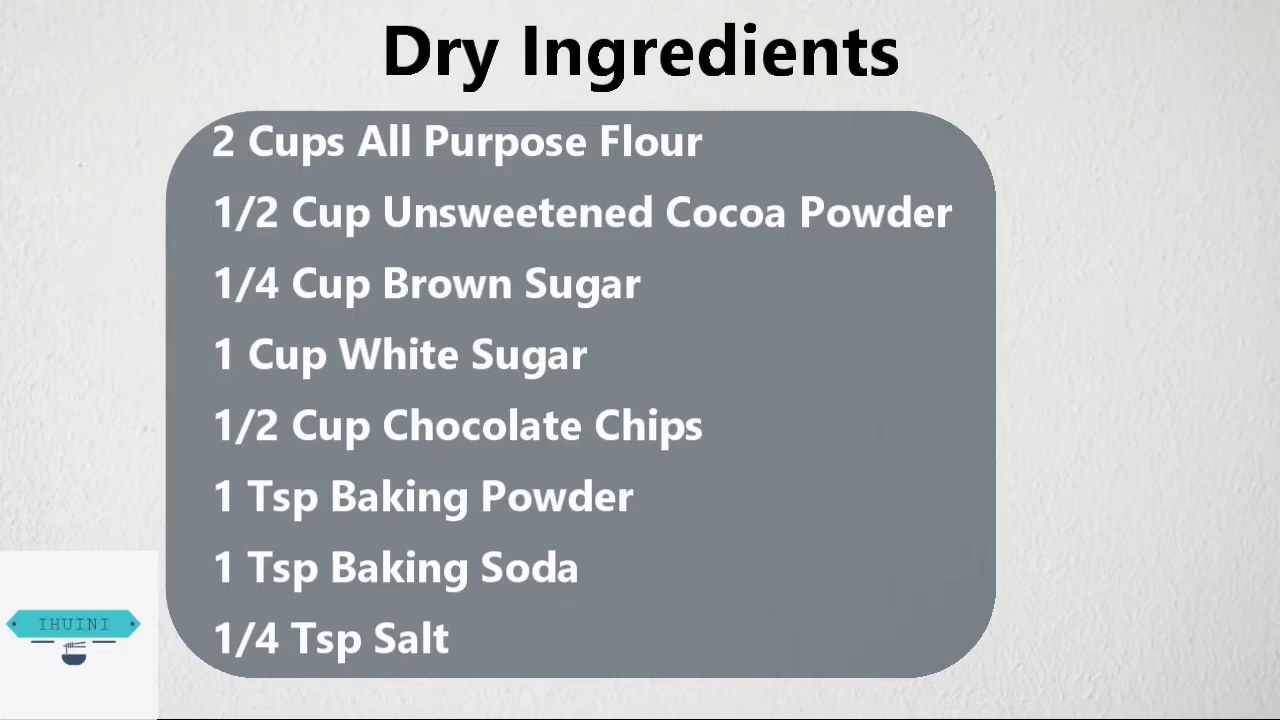 Dry Ingredients
2 Cups All Purpose Flour
1/2 Cup Unsweetened Cocoa Powder
1/4 Cup Brown Sugar
1 Cup White Sugar
1/2 Cup Chocolate Chips
1 Tsp Baking Powder
1 Tsp Baking Soda
1/4 Tsp Salt
IHUINI